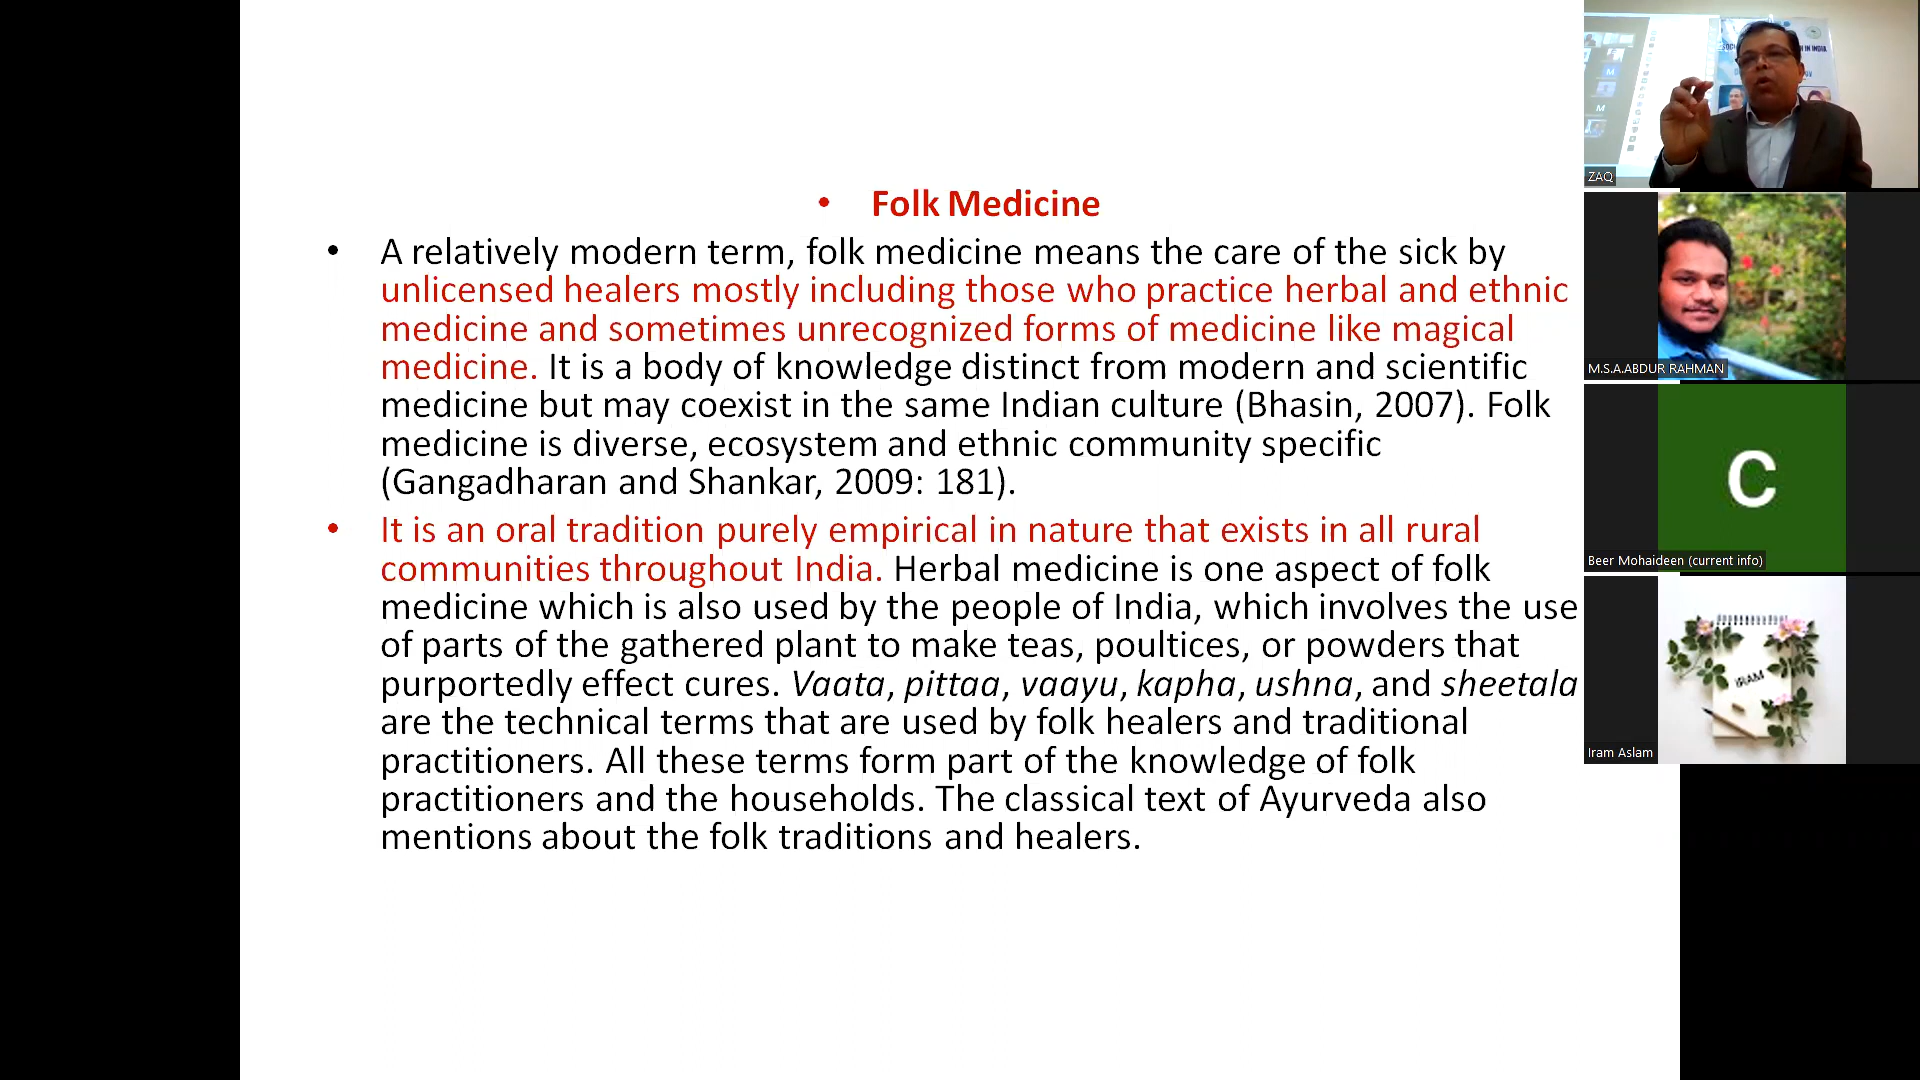 • Folk Medicine
• A relatively modern term, folk medicine means the care of the sick by
unlicensed healers mostly including those who practice herbal and ethnic
medicine and sometimes unrecognized forms of medicine like magical
medicine. It is a body of knowledge distinct from modern and scientific
medicine but may coexist in the same Indian culture (Bhasin, 2007). Folk
medicine is diverse, ecosystem and ethnic community specific
(Gangadharan and Shankar, 2009: 181).
• It is an oral tradition purely empirical in nature that exists in all rural
communities throughout India. Herbal medicine is one aspect of folk
medicine which is also used by the people of India, which involves the use
of parts of the gathered plant to make teas, poultices, or powders that
purportedly effect cures. Vaata, pittaa, vaayu, kapha, ushna, and sheetala
are the technical terms that are used by folk healers and traditional
practitioners. All these terms form part of the knowledge of folk
practitioners and the households. The classical text of Ayurveda also
mentions about the folk traditions and healers.
M
M
IN INDIA
ZAQ
M.S.A.ABDUR RAHMAN
C
Beer Mohaideen (current info)
IRAM
Iram Aslam